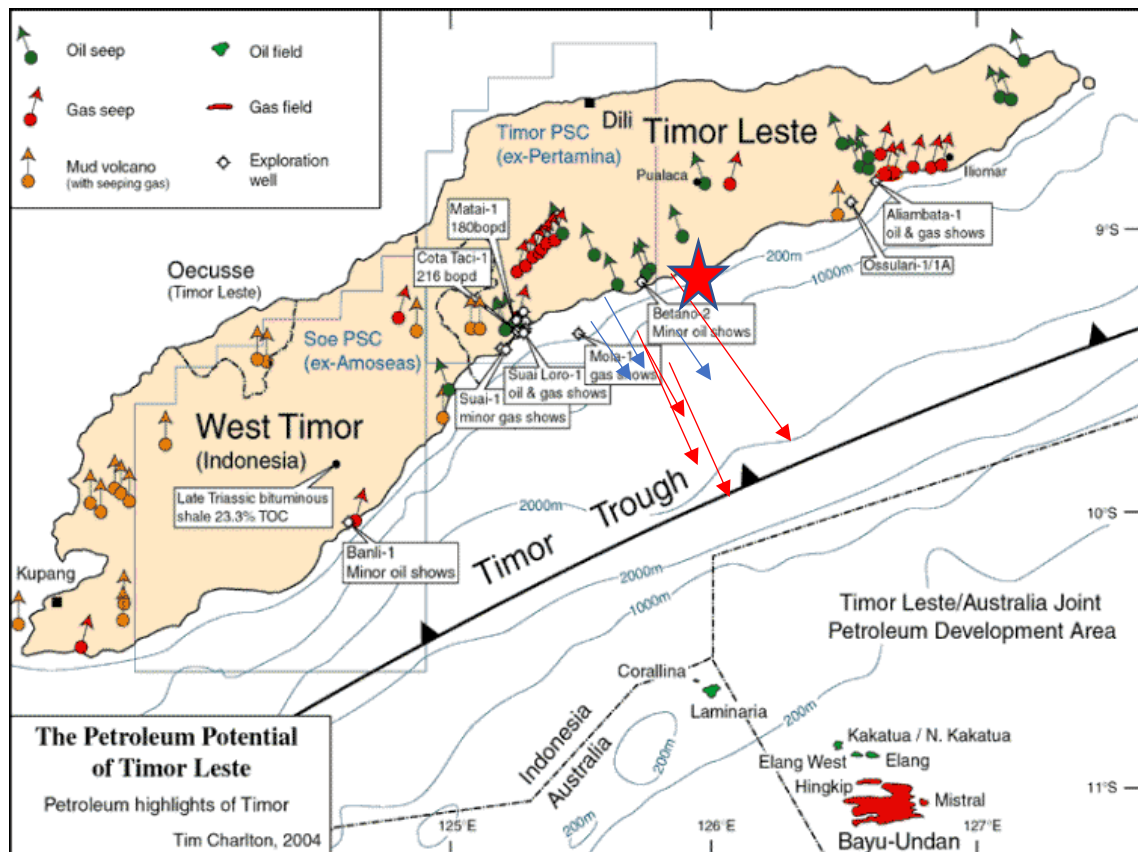 Oil seep
Oil field
Gas seep
Gas field
Mud volcano
(with seeping gas)
Exploration
well
Timor PSC
(ex-Pertamina)
Dili
Timor Leste
Pualaca
Iliomar
Matai-1
180bopd
Cota Taci-1
216 bopd
Aliambata-1
oil & gas shows
Ossulari-1/1A
9°S
200m
1000m
Oecusse
(Timor Leste)
Soe PSC
(ex-Amoseas)
Betano-2
Minor oil shows
Mola-1
gas shows
Suai Loro-1
oil & gas shows
Suai-1
minor gas shows
West Timor
(Indonesia)
Late Triassic bituminous
shale 23.3% TOC
2000m
Timor Trough
10°S
Banli-1
Minor oil shows
Kupang
2000m
1000m
Timor Leste/Australia Joint
Petroleum Development Area
Corallina
Laminaria
200m
Indonesia
Australia
200m
200m
Kakatua / N. Kakatua
Elang West
Elang
Hingkip
Mistral
Bayu-Undan
11°S
125°E
126°E
127°E
The Petroleum Potential
of Timor Leste
Petroleum highlights of Timor
Tim Charlton, 2004